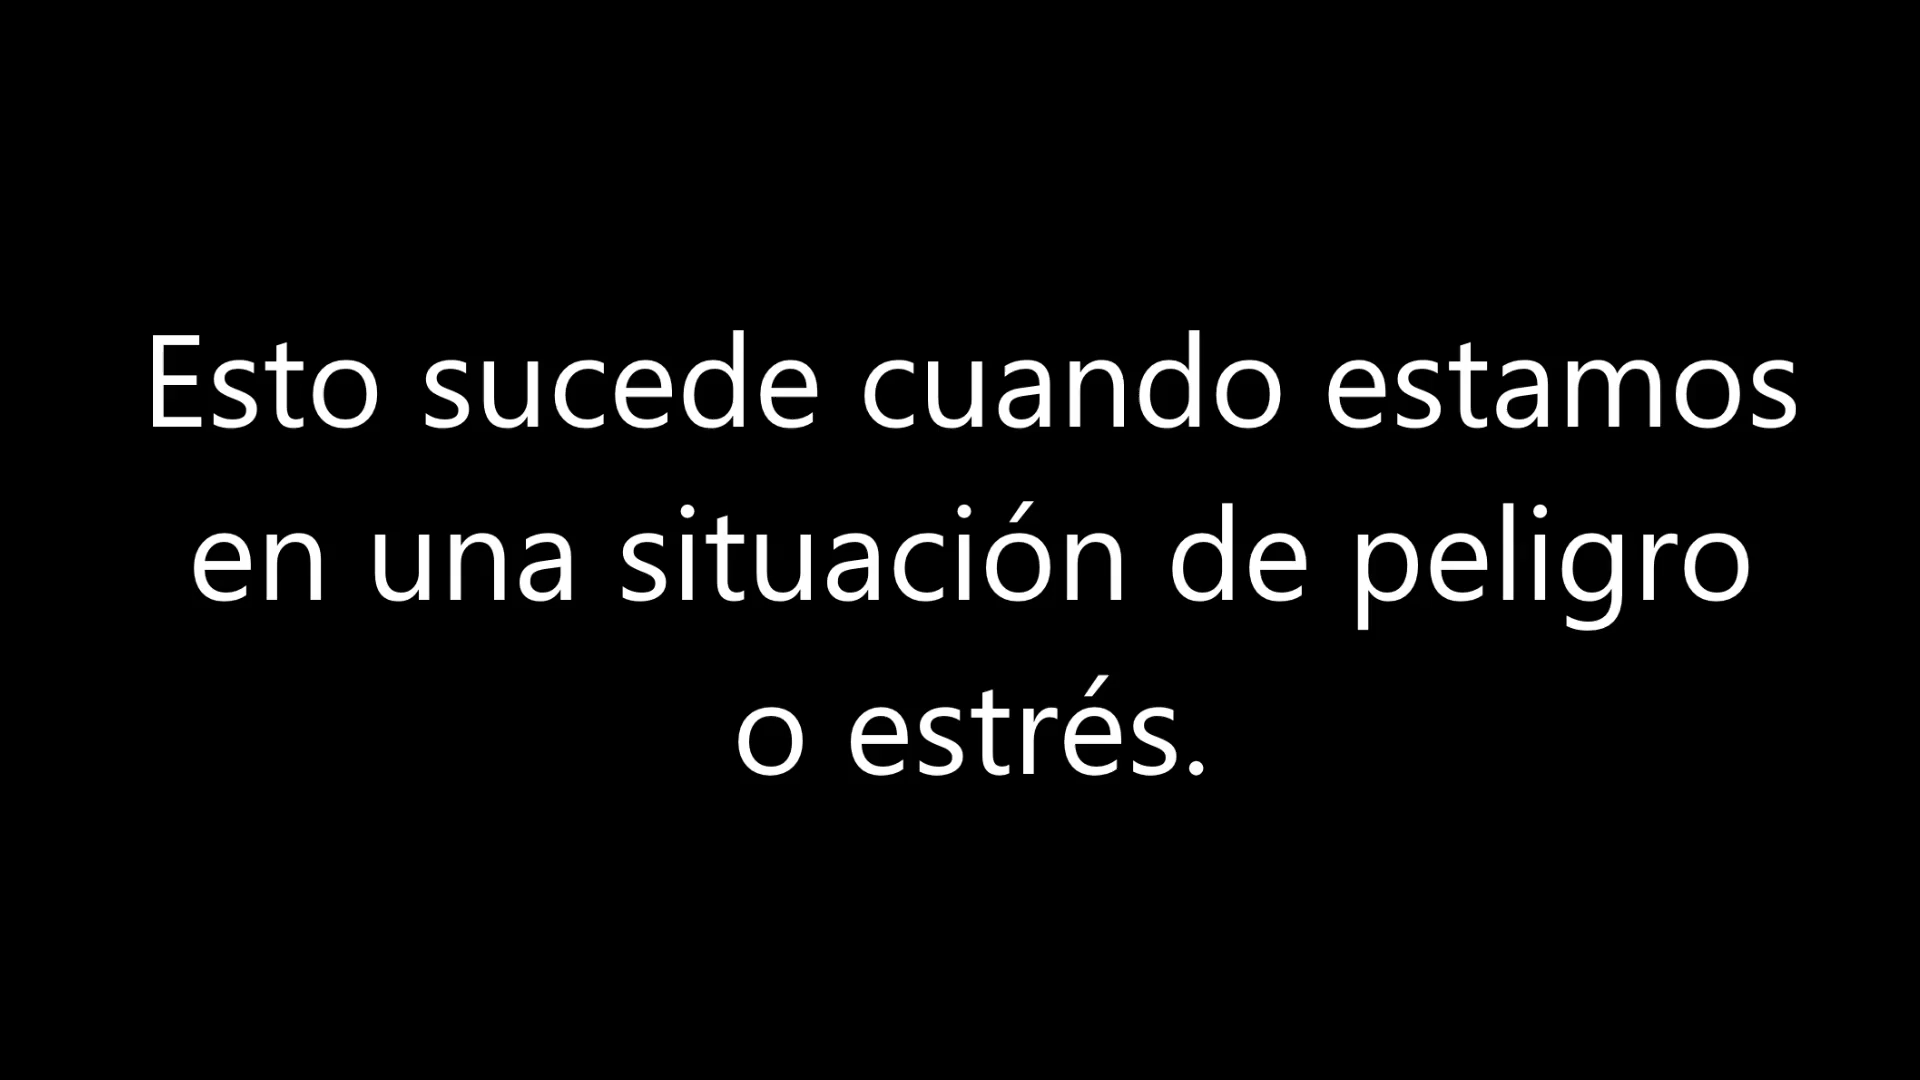 Esto sucede cuando estamos
en una situación de peligro
o estrés.